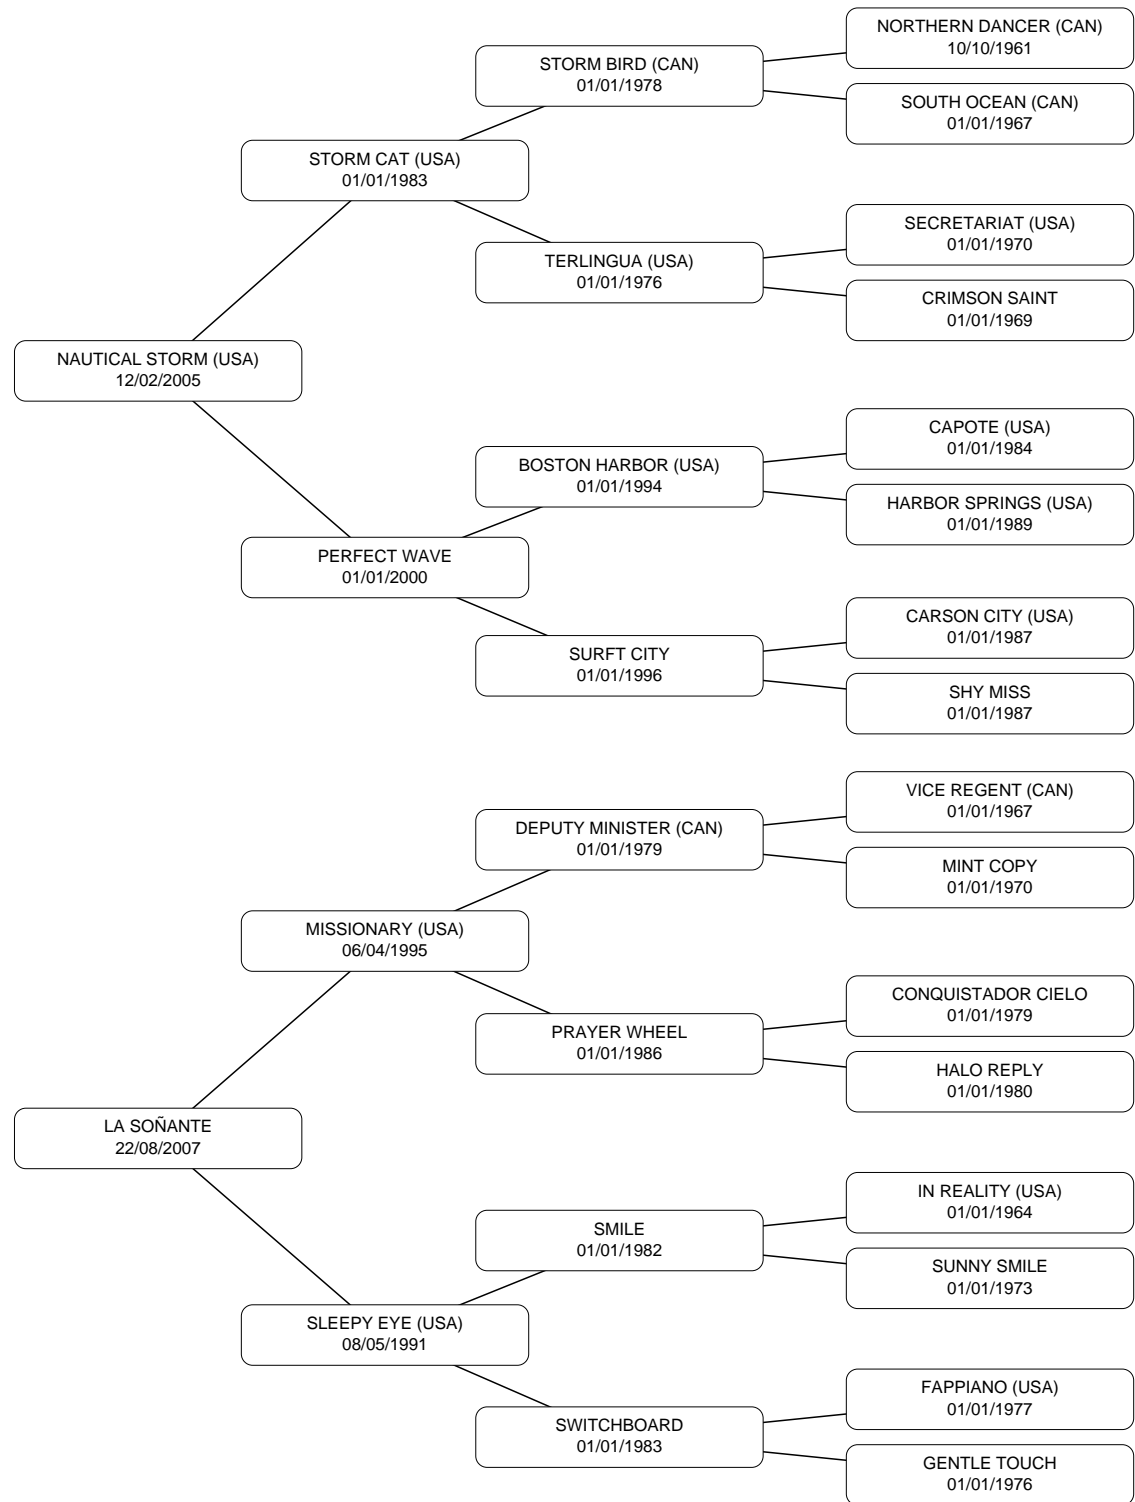 NORTHERN DANCER (CAN)
10/10/1961
STORM BIRD (CAN)
01/01/1978
SOUTH OCEAN (CAN)
01/01/1967
STORM CAT (USA)
01/01/1983
SECRETARIAT (USA)
01/01/1970
TERLINGUA (USA)
01/01/1976
CRIMSON SAINT
01/01/1969
NAUTICAL STORM (USA)
12/02/2005
CAPOTE (USA)
01/01/1984
BOSTON HARBOR (USA)
01/01/1994
HARBOR SPRINGS (USA)
01/01/1989
PERFECT WAVE
01/01/2000
CARSON CITY (USA)
01/01/1987
SURFT CITY
01/01/1996
SHY MISS
01/01/1987
VICE REGENT (CAN)
01/01/1967
DEPUTY MINISTER (CAN)
01/01/1979
MINT COPY
01/01/1970
MISSIONARY (USA)
06/04/1995
CONQUISTADOR CIELO
01/01/1979
PRAYER WHEEL
01/01/1986
HALO REPLY
01/01/1980
LA SOÑANTE
22/08/2007
IN REALITY (USA)
01/01/1964
SMILE
01/01/1982
SUNNY SMILE
01/01/1973
SLEEPY EYE (USA)
08/05/1991
FAPPIANO (USA)
01/01/1977
SWITCHBOARD
01/01/1983
GENTLE TOUCH
01/01/1976